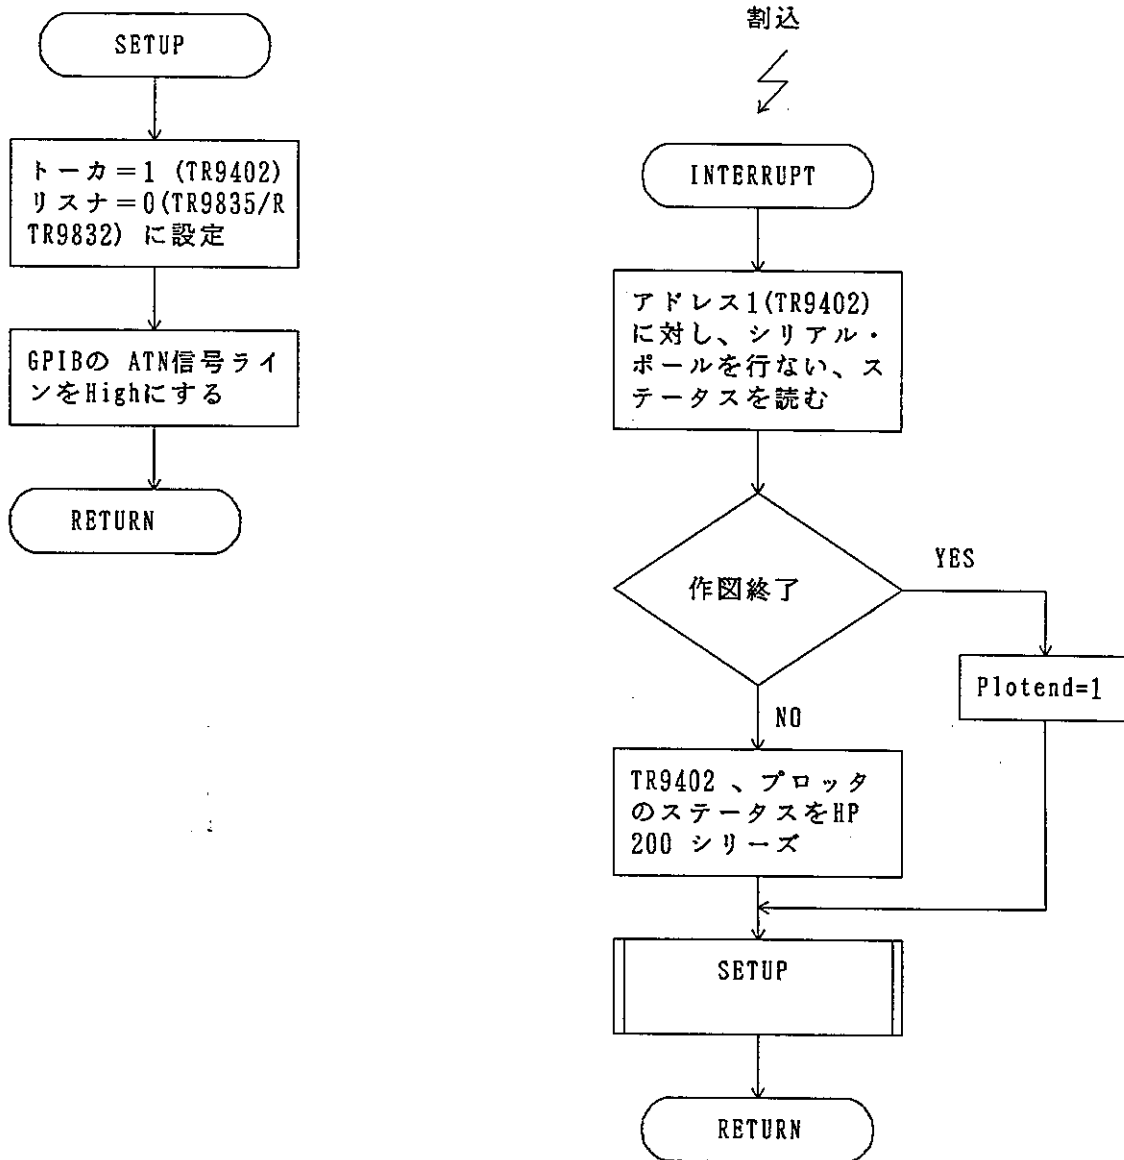 SETUP
トーカ=1 (TR9402)
リスナ=0(TR9835/R
TR9832) に設定
GPIBの ATN信号ライ
ンをHighにする
RETURN
割込
INTERRUPT
アドレス1(TR9402)
に対し、シリアル・
ポールを行ない、ス
テータスを読む
作図終了
YES
Plotend=1
NO
TR9402 、プロッタ
のステータスをHP
200 シリーズ
SETUP
RETURN